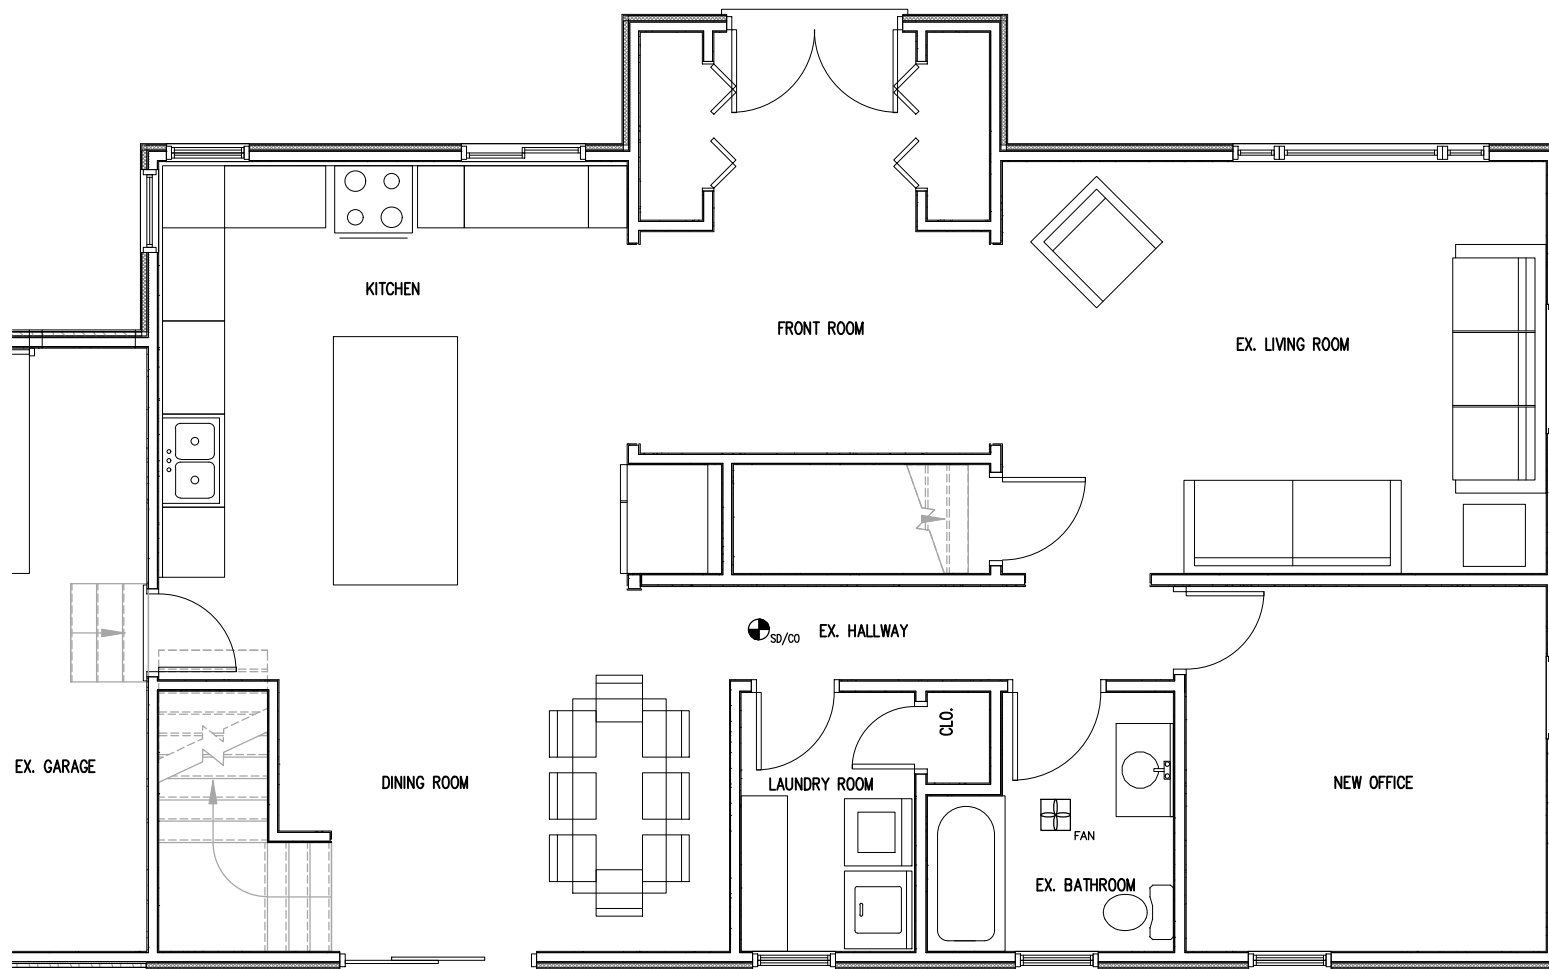 KITCHEN
FRONT ROOM
EX. LIVING ROOM
SD/CO
EX. HALLWAY
CLO.
EX. GARAGE
DINING ROOM
LAUNDRY ROOM
NEW OFFICE
FAN
EX. BATHROOM